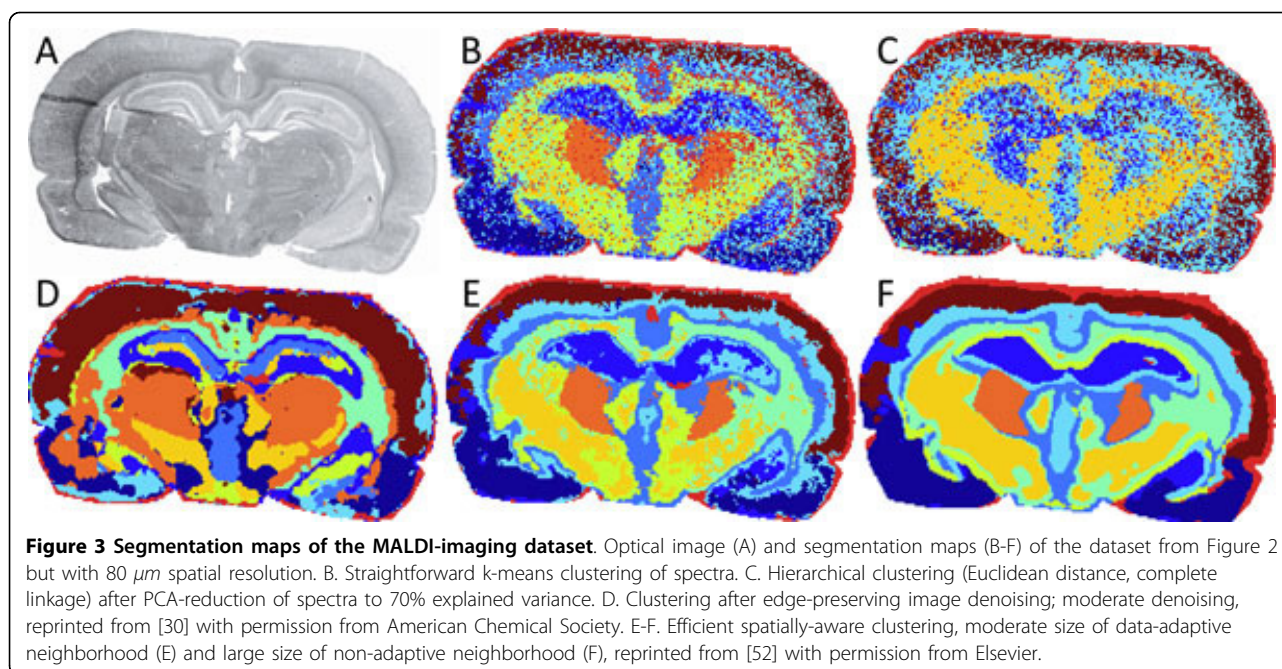 A
B
C
D
E
F
Figure 3 Segmentation maps of the MALDI-imaging dataset. Optical image (A) and segmentation maps (B-F) of the dataset from Figure 2
but with 80 μm spatial resolution. B. Straightforward k-means clustering of spectra. C. Hierarchical clustering (Euclidean distance, complete
linkage) after PCA-reduction of spectra to 70% explained variance. D. Clustering after edge-preserving image denoising; moderate denoising,
reprinted from [30] with permission from American Chemical Society. E-F. Efficient spatially-aware clustering, moderate size of data-adaptive
neighborhood (E) and large size of non-adaptive neighborhood (F), reprinted from [52] with permission from Elsevier.